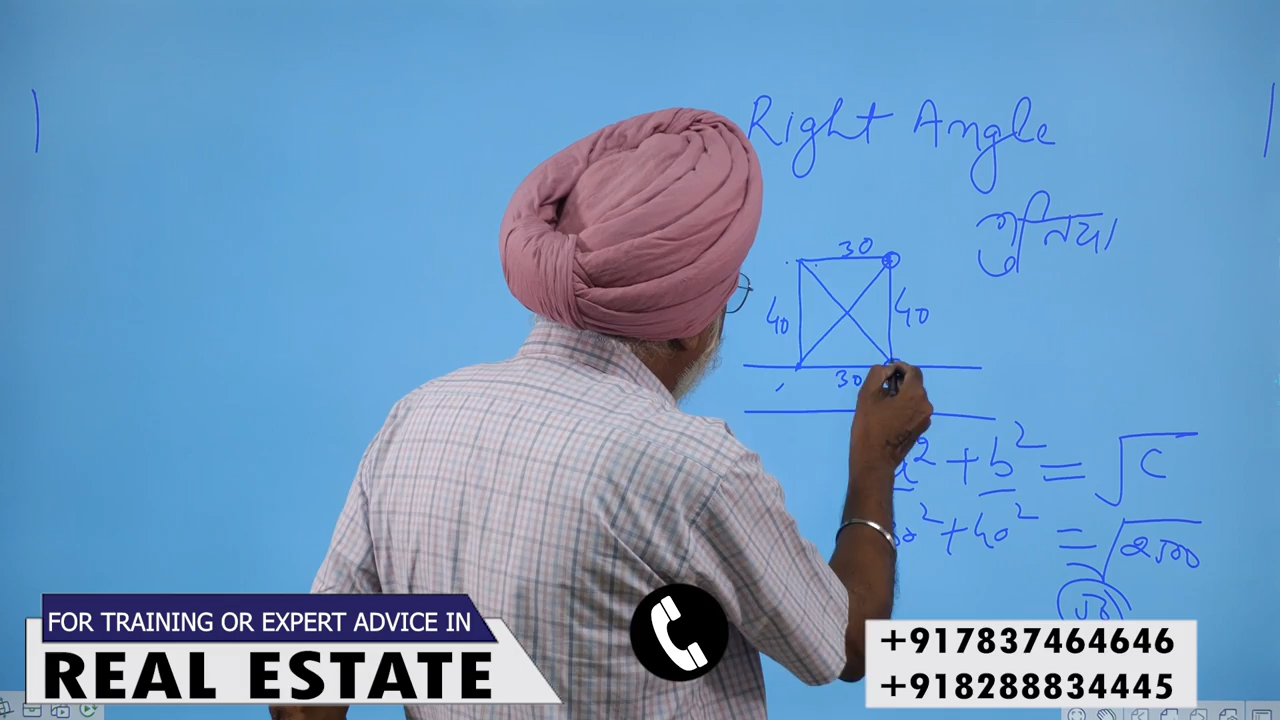 Right Angle
गुनिया
30
40
40
30
a² + b² = √C
30² + 40² = √2500
50
FOR TRAINING OR EXPERT ADVICE IN
REAL ESTATE
+917837464646
+918288834445